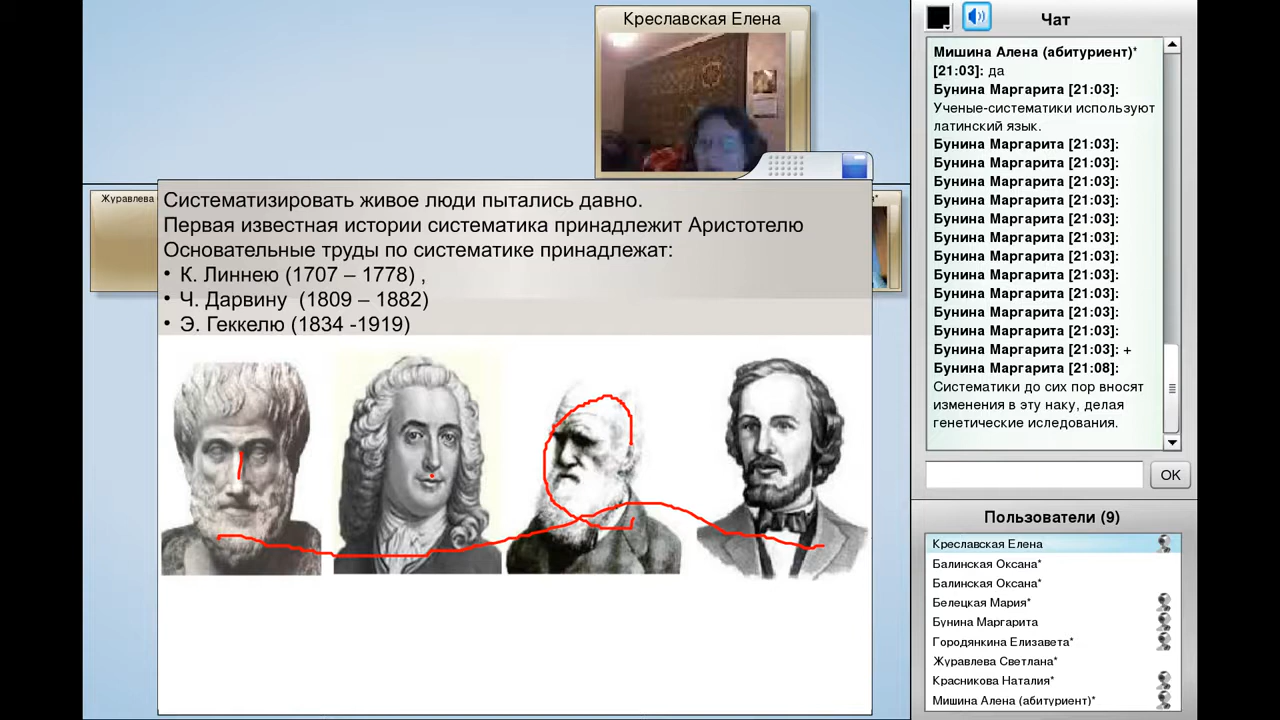 Креславская Елена
Журавлева
Систематизировать живое люди пытались давно.
Первая известная истории систематика принадлежит Аристотелю
Основательные труды по систематике принадлежат:
• К. Линнею (1707 – 1778) ,
• Ч. Дарвину (1809 – 1882)
• Э. Геккелю (1834 -1919)
Чат
Мишина Алена (абитуриент)*
[21:03]: да
Бунина Маргарита [21:03]:
Ученые-систематики используют
латинский язык.
Бунина Маргарита [21:03]:
Бунина Маргарита [21:03]:
Бунина Маргарита [21:03]:
Бунина Маргарита [21:03]:
Бунина Маргарита [21:03]:
Бунина Маргарита [21:03]:
Бунина Маргарита [21:03]:
Бунина Маргарита [21:03]:
Бунина Маргарита [21:03]:
Бунина Маргарита [21:03]:
Бунина Маргарита [21:03]:
Бунина Маргарита [21:03]: +
Бунина Маргарита [21:08]:
Систематики до сих пор вносят
изменения в эту наку, делая
генетические иследования.
OK
Пользователи (9)
Креславская Елена
Балинская Оксана*
Балинская Оксана*
Белецкая Мария*
Бунина Маргарита
Городянкина Елизавета*
Журавлева Светлана*
Красникова Наталия*
Мишина Алена (абитуриент)*